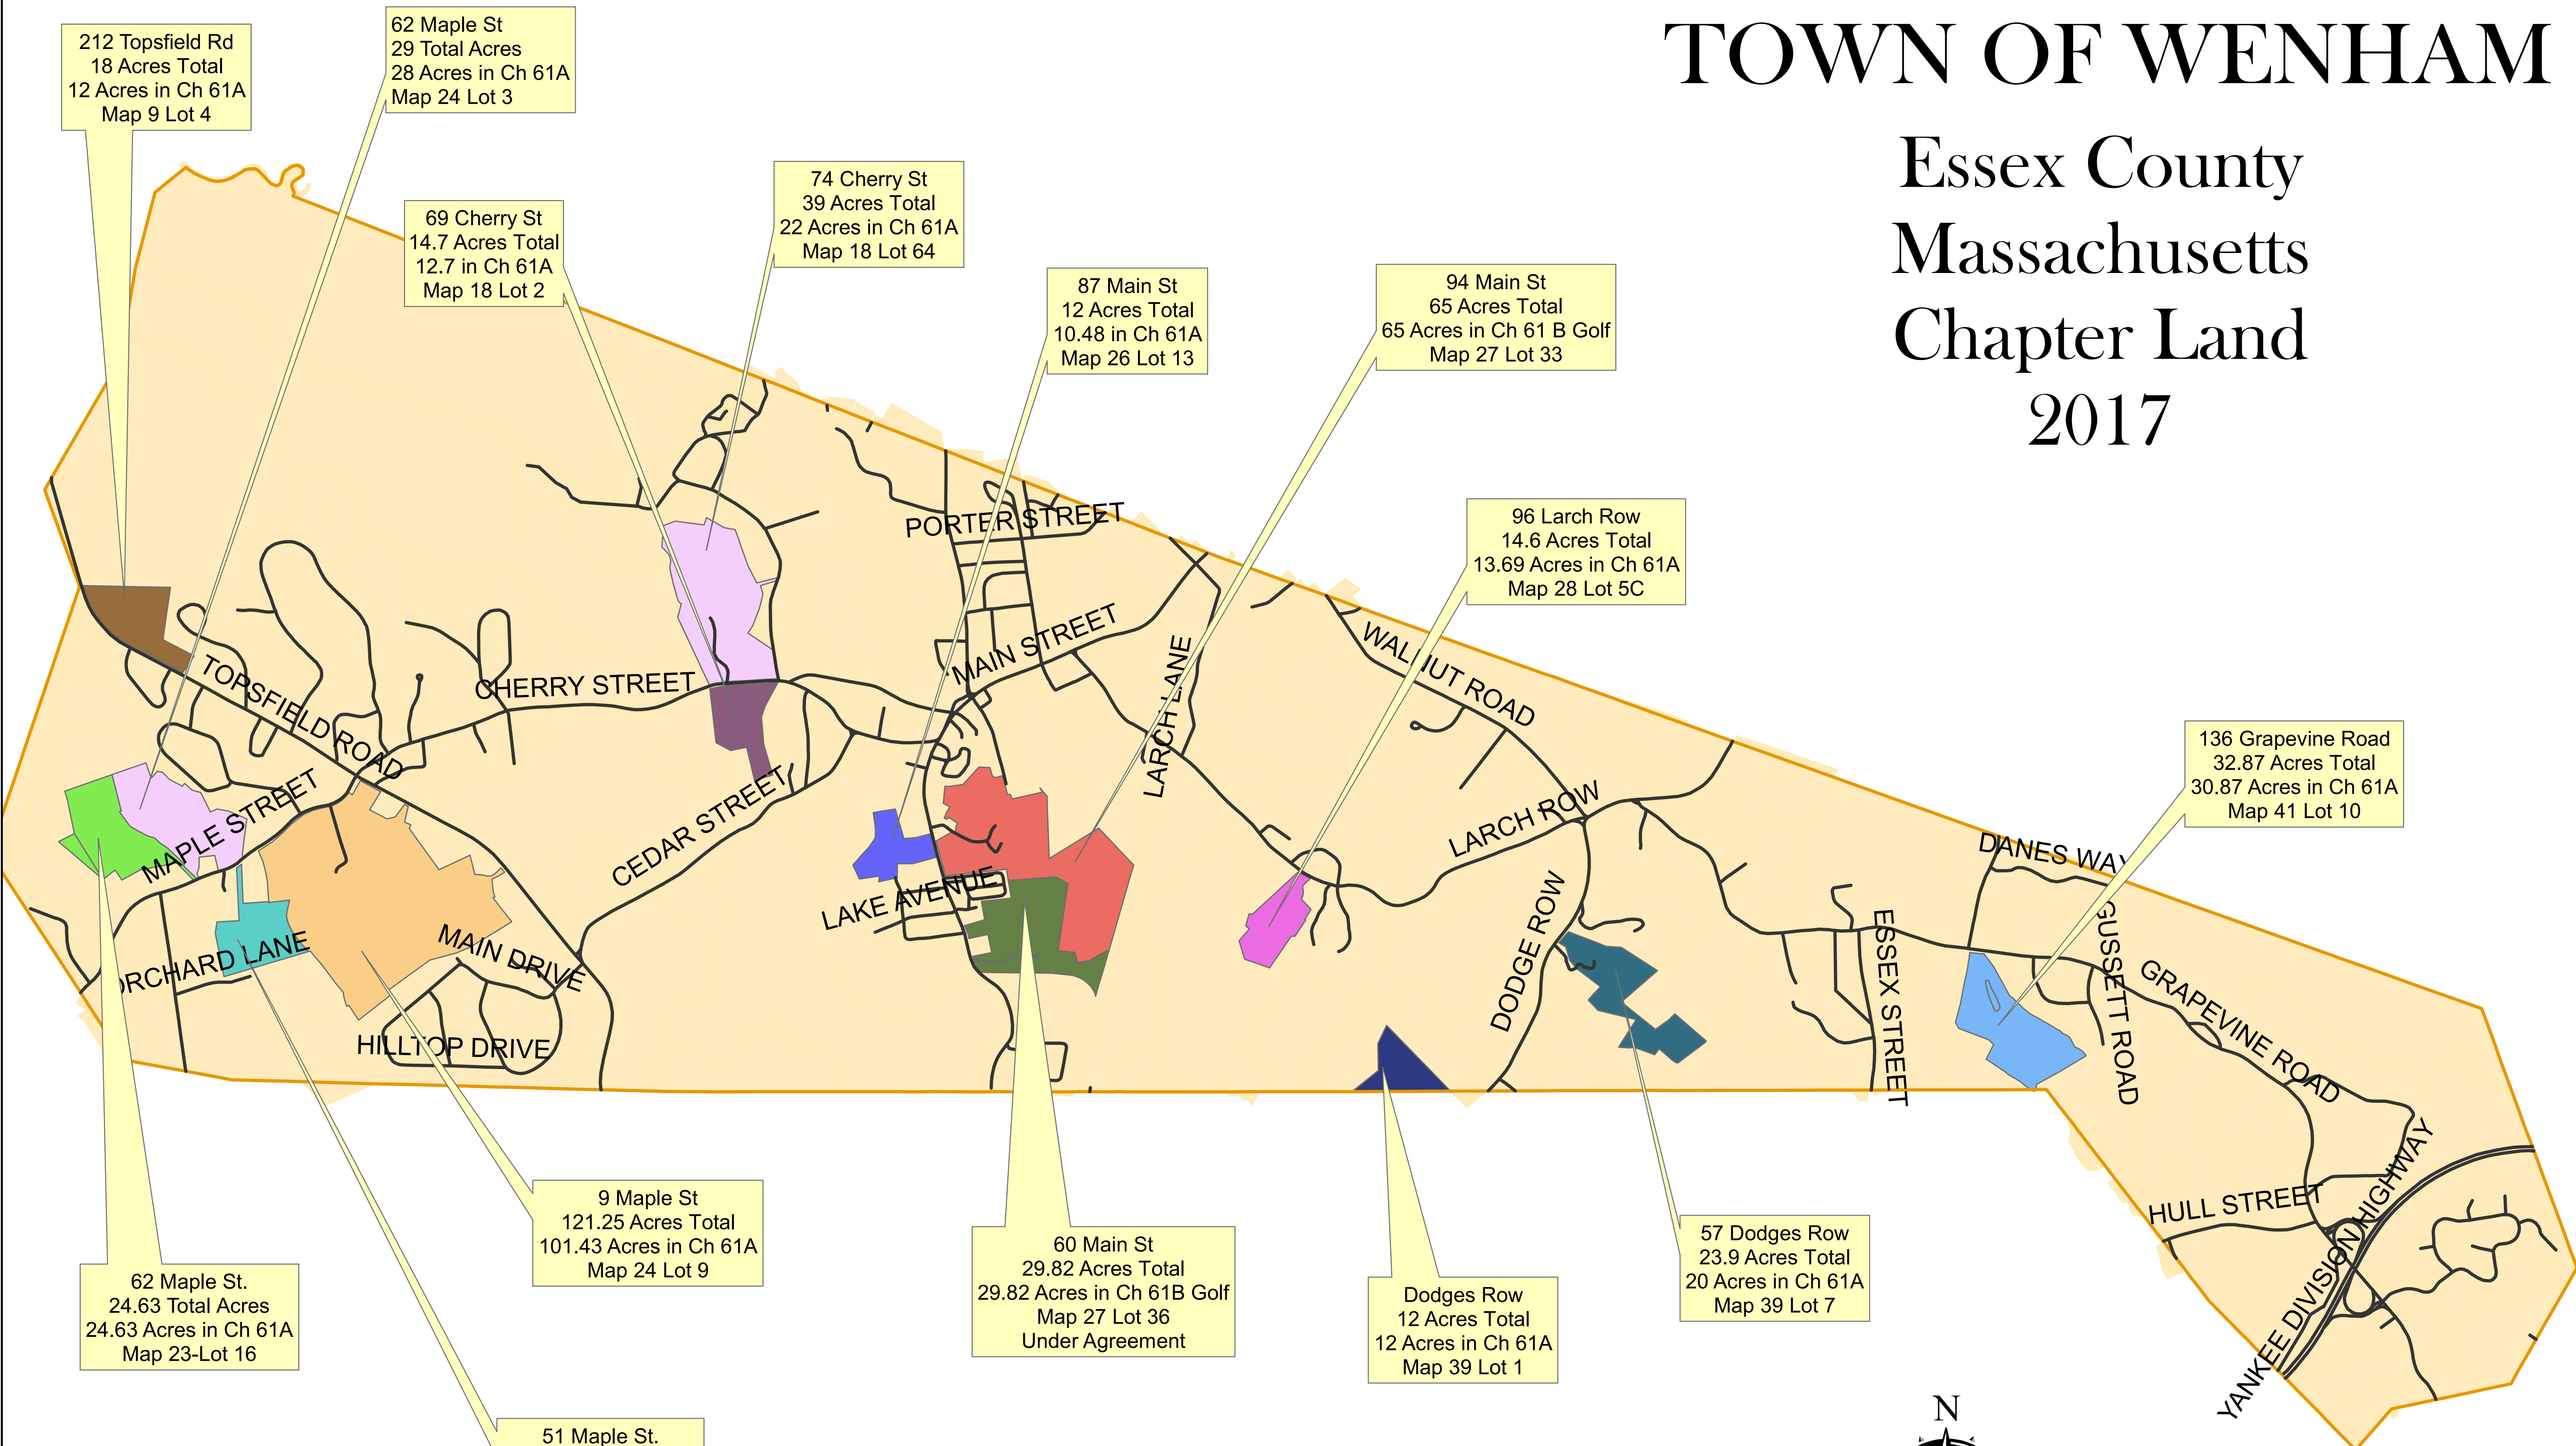 TOWN OF WENHAM
Essex County
Massachusetts
Chapter Land
2017
212 Topsfield Rd
18 Acres Total
12 Acres in Ch 61A
Map 9 Lot 4
62 Maple St
29 Total Acres
28 Acres in Ch 61A
Map 24 Lot 3
69 Cherry St
14.7 Acres Total
12.7 in Ch 61A
Map 18 Lot 2
74 Cherry St
39 Acres Total
22 Acres in Ch 61A
Map 18 Lot 64
87 Main St
12 Acres Total
10.48 in Ch 61A
Map 26 Lot 13
94 Main St
65 Acres Total
65 Acres in Ch 61 B Golf
Map 27 Lot 33
96 Larch Row
14.6 Acres Total
13.69 Acres in Ch 61A
Map 28 Lot 5C
136 Grapevine Road
32.87 Acres Total
30.87 Acres in Ch 61A
Map 41 Lot 10
PORTER STREET
MAIN STREET
LARCH LANE
WALNUT ROAD
CHERRY STREET
TOPSFIELD ROAD
MAPLE STREET
CEDAR STREET
LAKE AVENUE
LARCH ROW
DODGE ROW
DANES WAY
ESSEX STREET
GUSSETT ROAD
GRAPEVINE ROAD
ORCHARD LANE
MAIN DRIVE
HILLTOP DRIVE
HULL STREET
YANKEE DIVISION HIGHWAY
62 Maple St.
24.63 Total Acres
24.63 Acres in Ch 61A
Map 23-Lot 16
9 Maple St
121.25 Acres Total
101.43 Acres in Ch 61A
Map 24 Lot 9
60 Main St
29.82 Acres Total
29.82 Acres in Ch 61B Golf
Map 27 Lot 36
Under Agreement
Dodges Row
12 Acres Total
12 Acres in Ch 61A
Map 39 Lot 1
57 Dodges Row
23.9 Acres Total
20 Acres in Ch 61A
Map 39 Lot 7
51 Maple St.
N